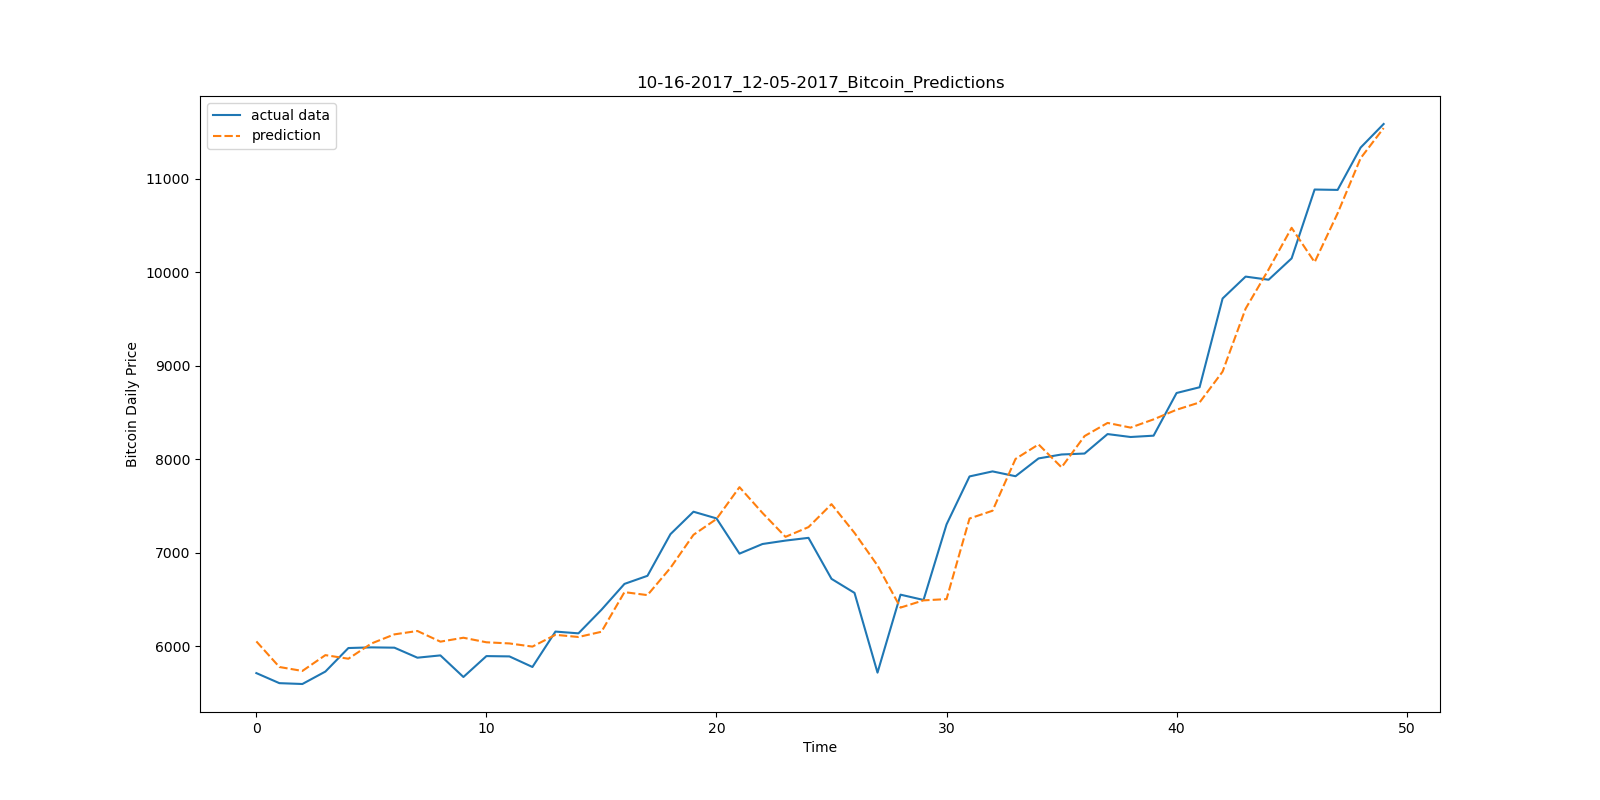 10-16-2017_12-05-2017_Bitcoin_Predictions
actual data
prediction
11000
10000
9000
8000
7000
6000
Bitcoin Daily Price
0 10 20 30 40 50
Time